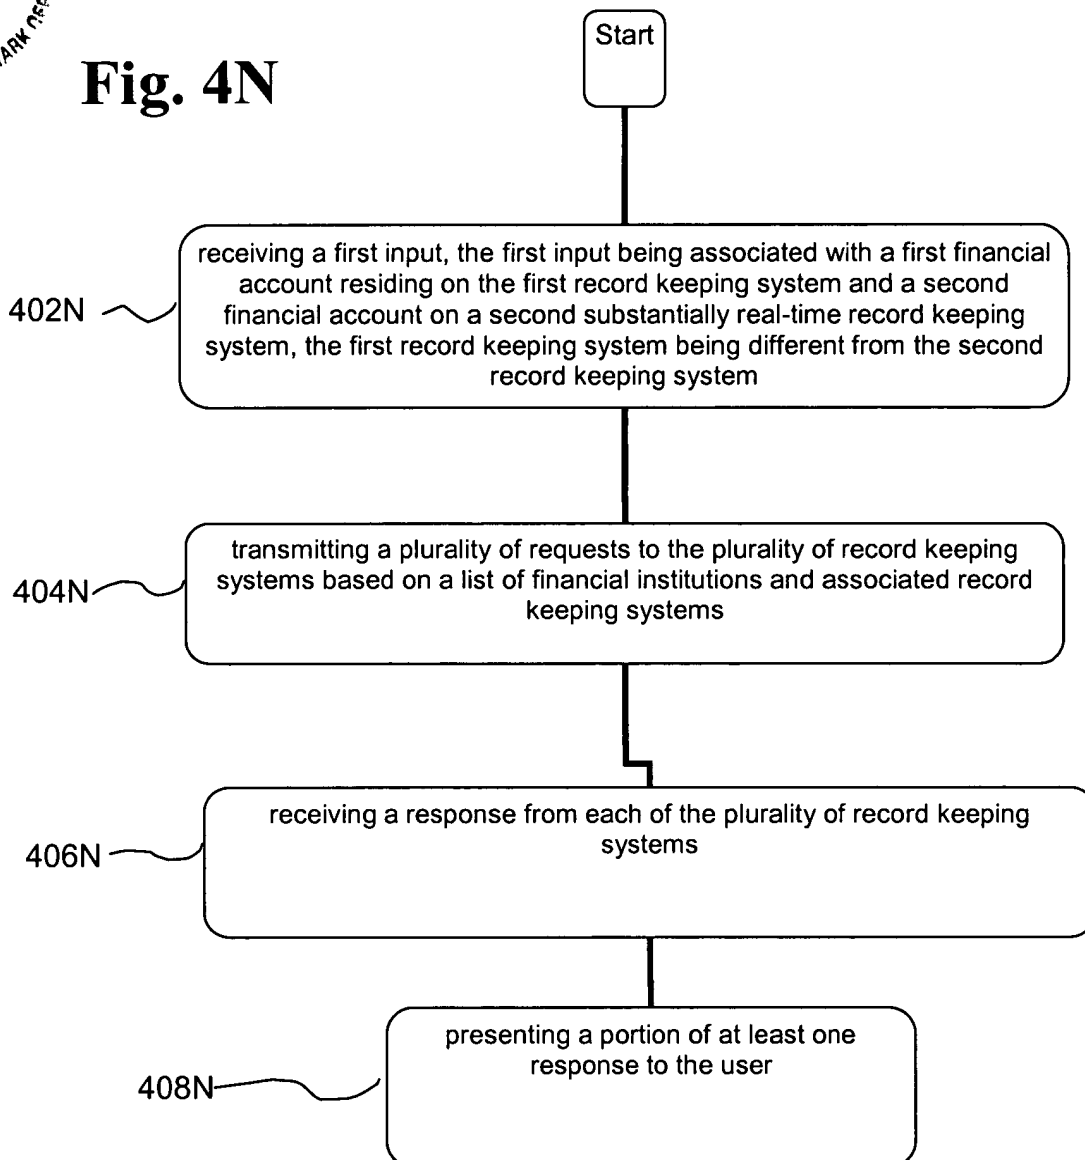 Fig. 4N
Start
402N
receiving a first input, the first input being associated with a first financial
account residing on the first record keeping system and a second
financial account on a second substantially real-time record keeping
system, the first record keeping system being different from the second
record keeping system
404N
transmitting a plurality of requests to the plurality of record keeping
systems based on a list of financial institutions and associated record
keeping systems
406N
receiving a response from each of the plurality of record keeping
systems
408N
presenting a portion of at least one
response to the user